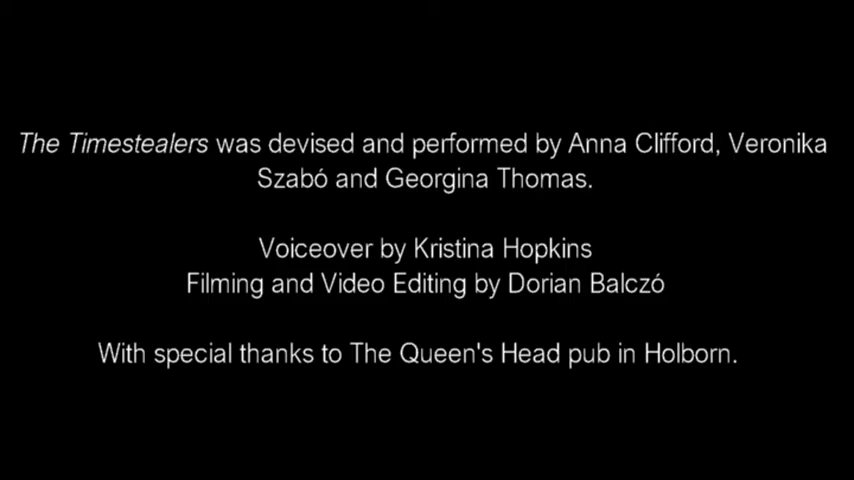 The Timestealers was devised and performed by Anna Clifford, Veronika
Szabó and Georgina Thomas.
Voiceover by Kristina Hopkins
Filming and Video Editing by Dorian Balczó
With special thanks to The Queen's Head pub in Holborn.